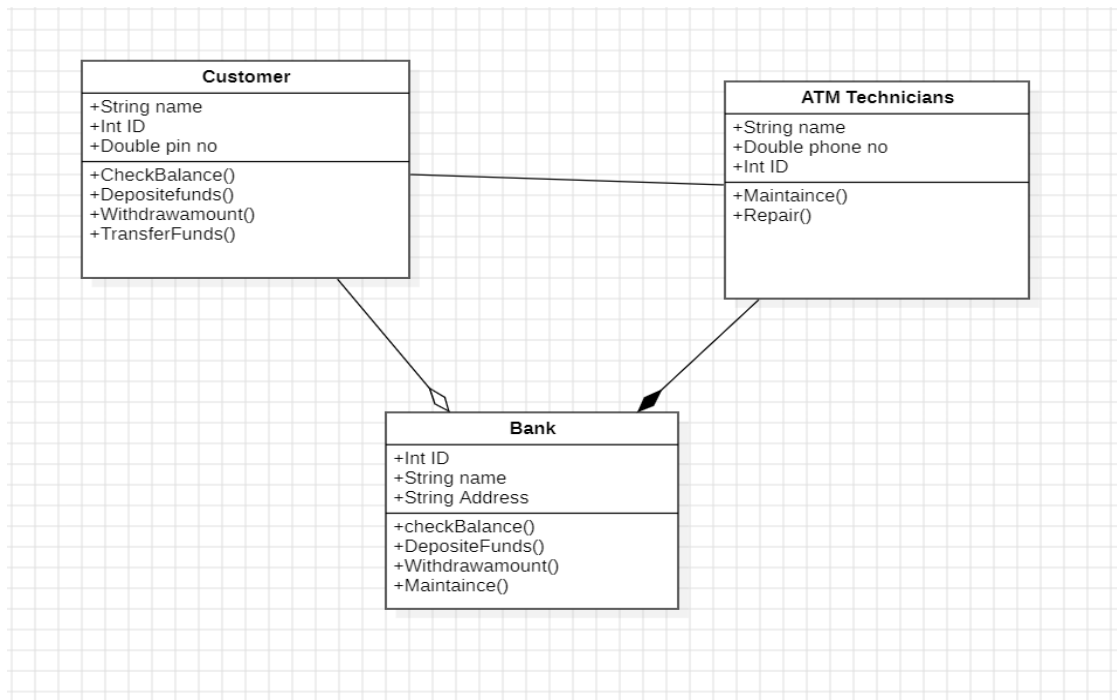 Customer
+String name
+Int ID
+Double pin no
+CheckBalance()
+Depositefunds()
+Withdrawamount()
+TransferFunds()
ATM Technicians
+String name
+Double phone no
+Int ID
+Maintaince()
+Repair()
Bank
+Int ID
+String name
+String Address
+checkBalance()
+DepositeFunds()
+Withdrawamount()
+Maintaince()